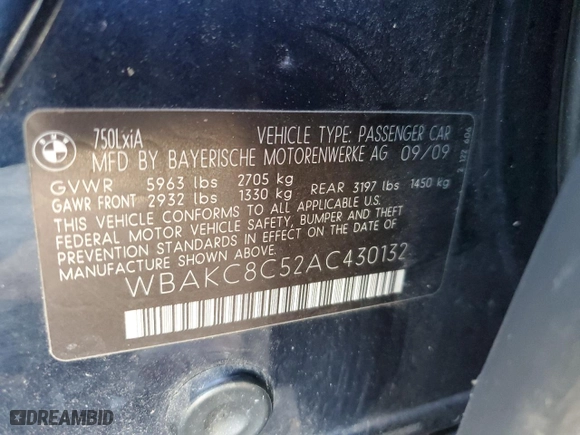 BMW
750LxiA VEHICLE TYPE: PASSENGER CAR
MFD BY BAYERISCHE MOTORENWERKE AG 09/09
GVWR 5963 lbs 2705 kg
GAWR FRONT 2932 lbs 1330 kg REAR 3197 lbs 1450 kg
THIS VEHICLE CONFORMS TO ALL APPLICABLE U.S.
FEDERAL MOTOR VEHICLE SAFETY, BUMPER AND THEFT
PREVENTION STANDARDS IN EFFECT ON THE DATE OF
MANUFACTURE SHOWN ABOVE.
WBAKC8C52AC430132
DREAMBID